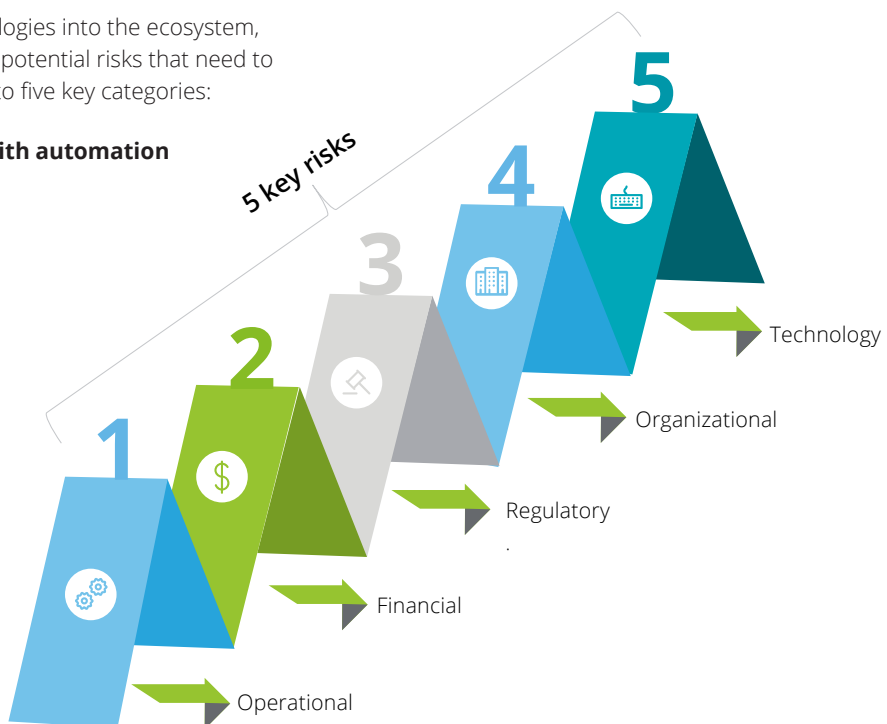 logies into the ecosystem,
potential risks that need to
to five key categories:
ith automation
5 key risks
5
4
3
2
1
Technology
Organizational
Regulatory
.
Financial
Operational